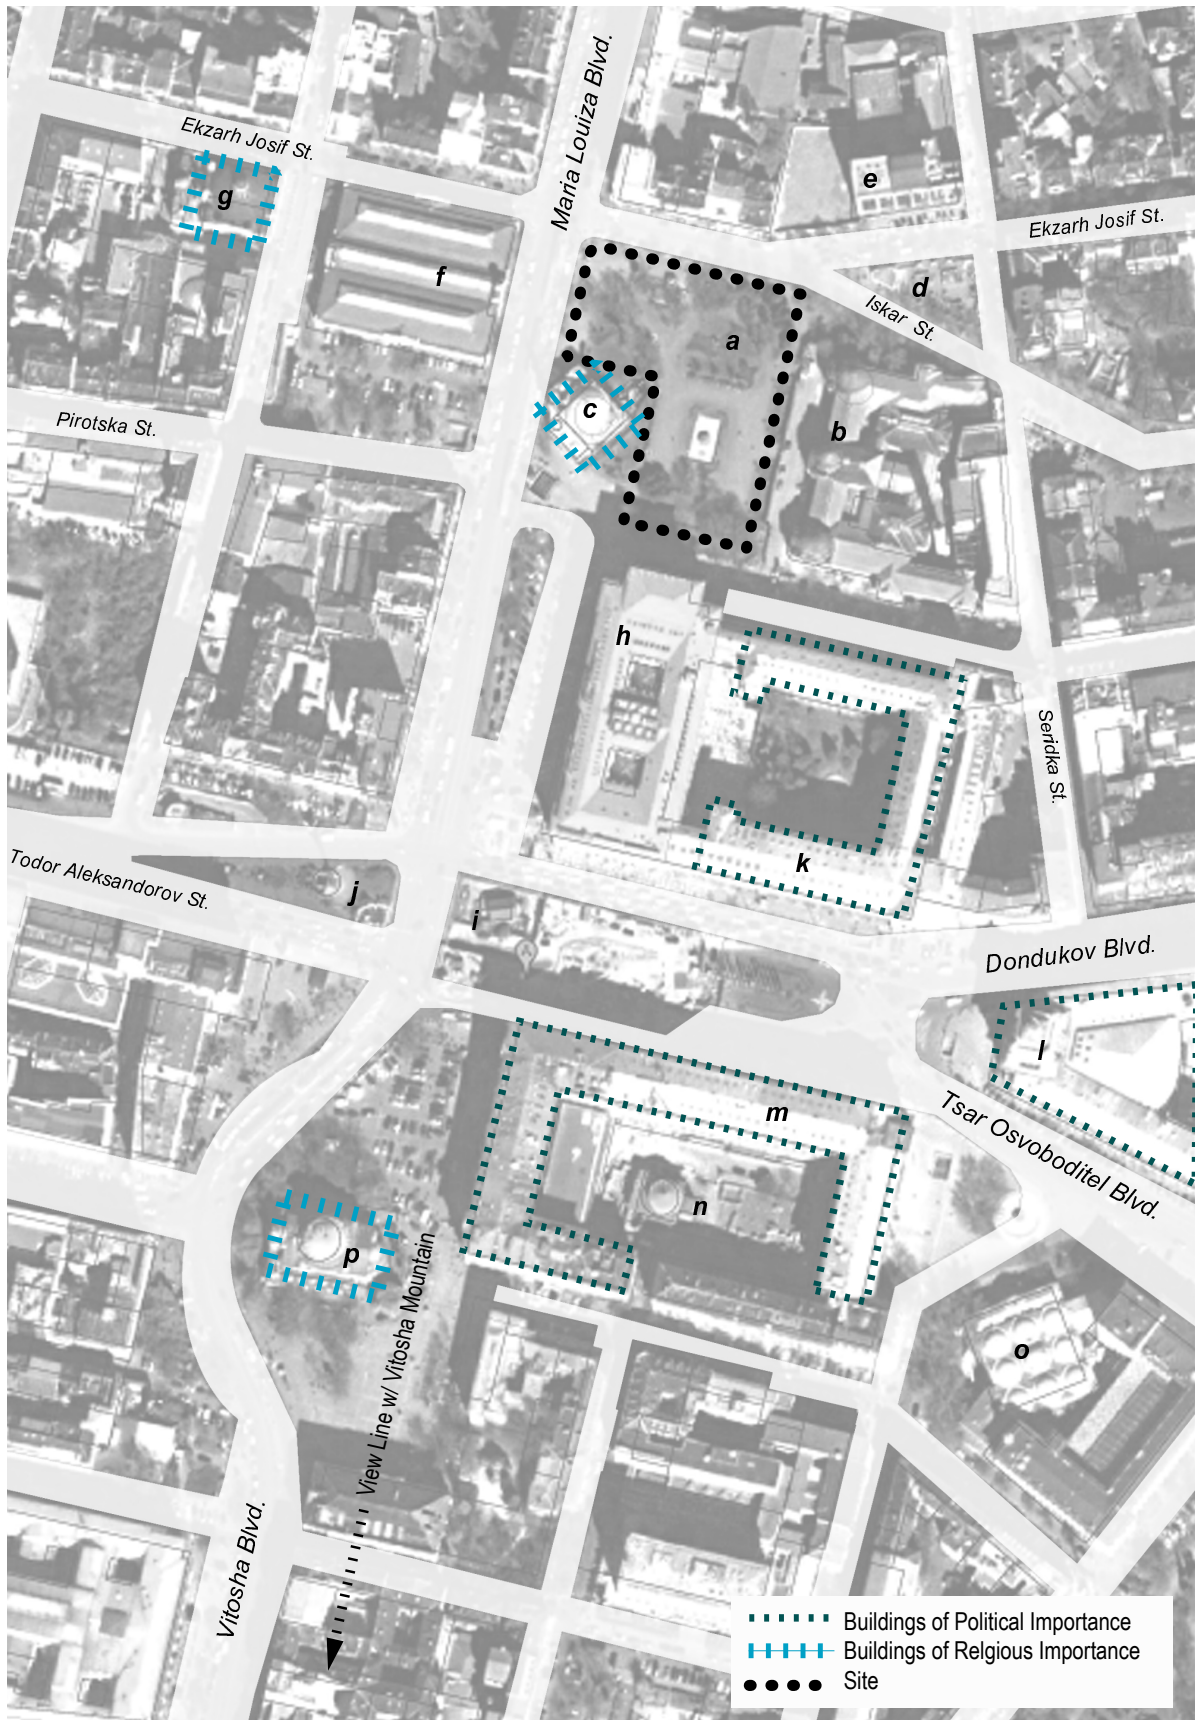 Maria Louiza Blvd.
Ekzarh Josif St.
g
e
Ekzarh Josif St.
f
d
Iskar St.
a
c
b
Pirotska St.
h
Seridka St.
k
Todor Aleksandorov St.
j
i
Dondukov Blvd.
l
m
Tsar Osvoboditel Blvd.
n
p
View Line w/ Vitosha Mountain
o
Vitosha Blvd.
Buildings of Political Importance
Buildings of Relgious Importance
Site